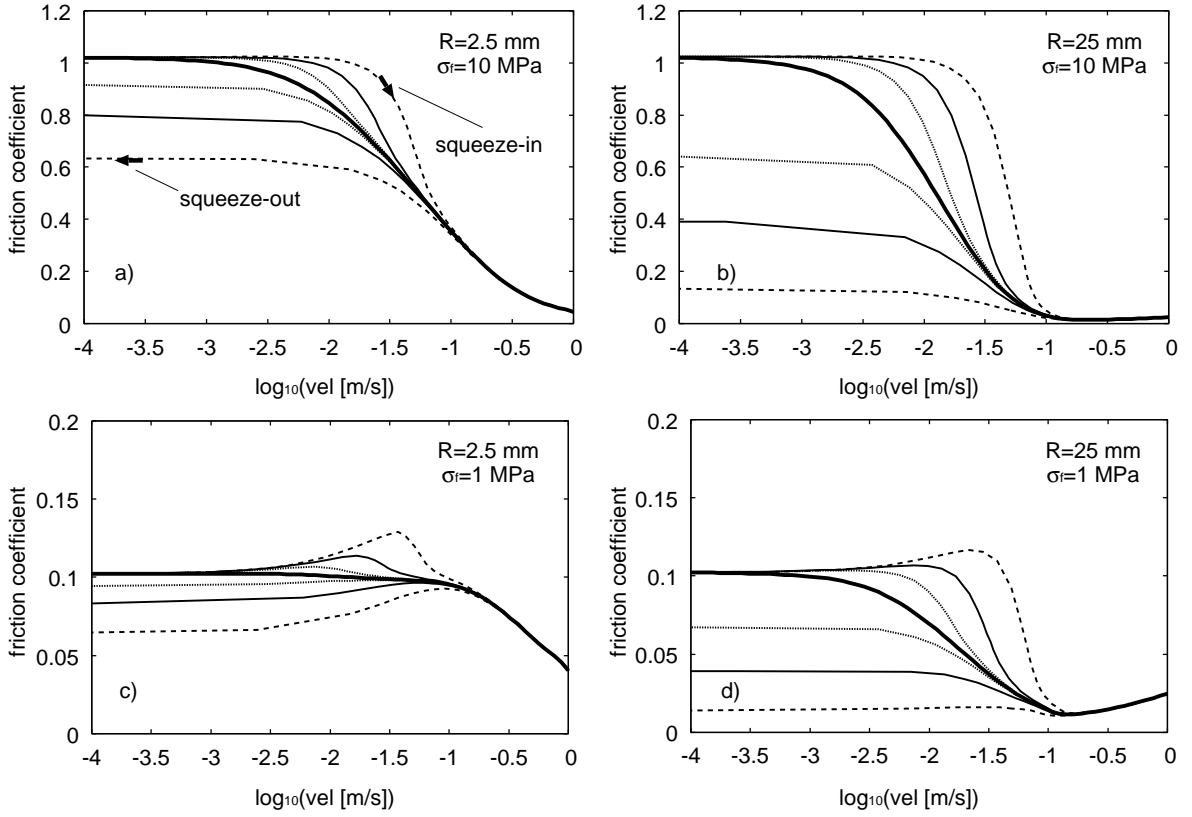 R=2.5 mm
σf=10 MPa
squeeze-in
squeeze-out
a)
friction coefficient
1.2
1
0.8
0.6
0.4
0.2
0
-4 -3.5 -3 -2.5 -2 -1.5 -1 -0.5 0
log10(vel [m/s])
R=25 mm
σf=10 MPa
b)
friction coefficient
1.2
1
0.8
0.6
0.4
0.2
0
-4 -3.5 -3 -2.5 -2 -1.5 -1 -0.5 0
log10(vel [m/s])
R=2.5 mm
σf=1 MPa
c)
friction coefficient
0.2
0.15
0.1
0.05
0
-4 -3.5 -3 -2.5 -2 -1.5 -1 -0.5 0
log10(vel [m/s])
R=25 mm
σf=1 MPa
d)
friction coefficient
0.2
0.15
0.1
0.05
0
-4 -3.5 -3 -2.5 -2 -1.5 -1 -0.5 0
log10(vel [m/s])